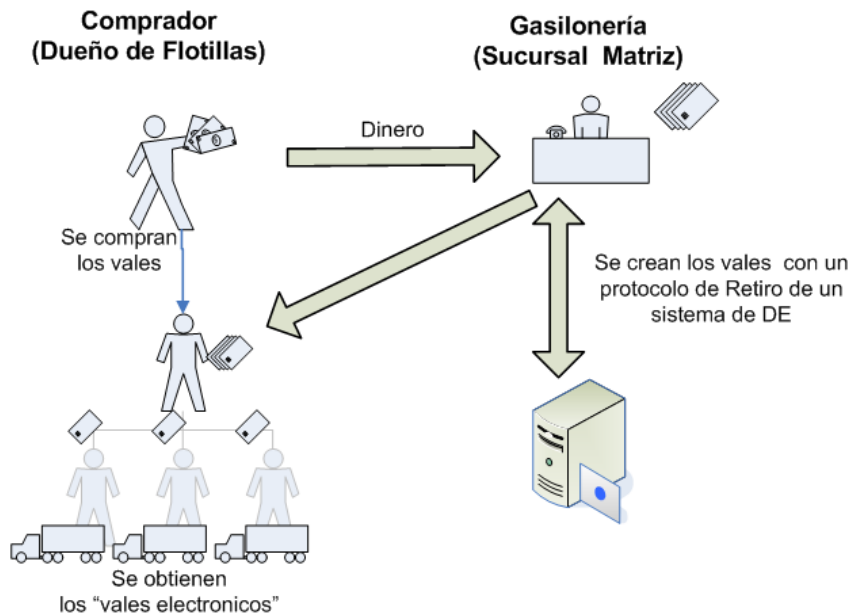 Comprador
(Dueño de Flotillas)
Gasilonería
(Sucursal Matriz)
Dinero
Se compran
los vales
Se crean los vales con un
protocolo de Retiro de un
sistema de DE
Se obtienen
los “vales electronicos”